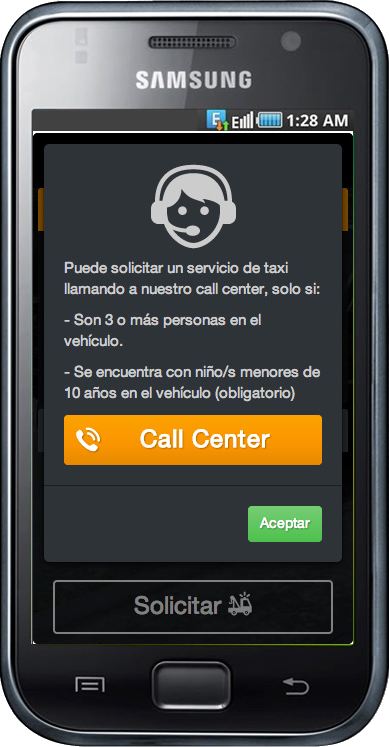 SAMSUNG
E E 1:28 AM
Puede solicitar un servicio de taxi
llamando a nuestro call center, solo si:
- Son 3 o más personas en el
vehículo.
- Se encuentra con niño/s menores de
10 años en el vehículo (obligatorio)
Call Center
Aceptar
Solicitar